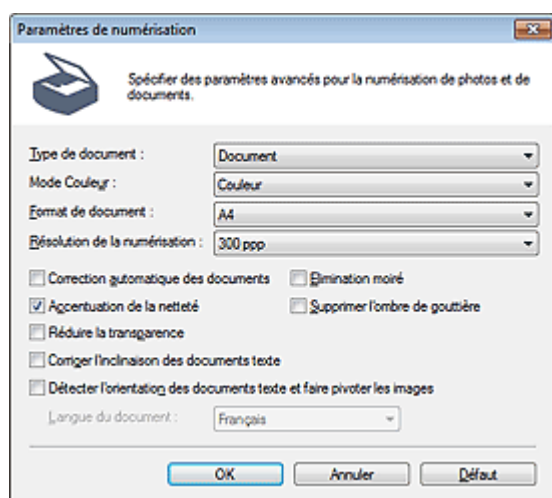 Paramètres de numérisation
Spécifier des paramètres avancés pour la numérisation de photos et de
documents.
Type de document :
Document
Mode Couleur :
Couleur
Format de document :
A4
Résolution de la numérisation :
300 ppp
Correction automatique des documents
Elimination moiré
Accentuation de la netteté
Supprimer l'ombre de gouttière
Réduire la transparence
Corriger l'inclinaison des documents texte
Détecter l'orientation des documents texte et faire pivoter les images
Langue du document :
Français
OK
Annuler
Défaut